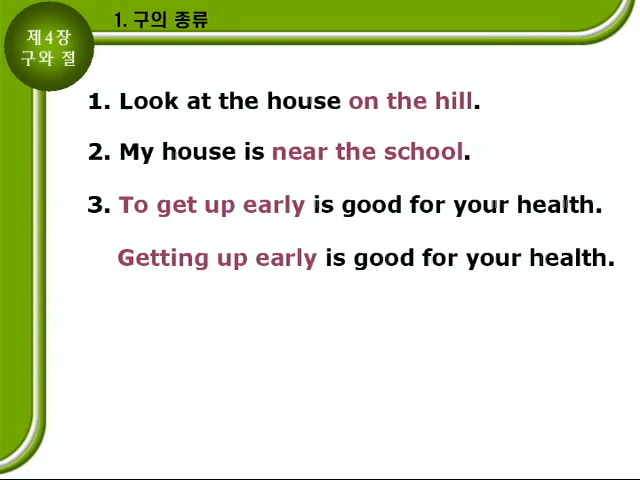 제4장
구와 절
1. 구의 종류
1. Look at the house on the hill.
2. My house is near the school.
3. To get up early is good for your health.
Getting up early is good for your health.